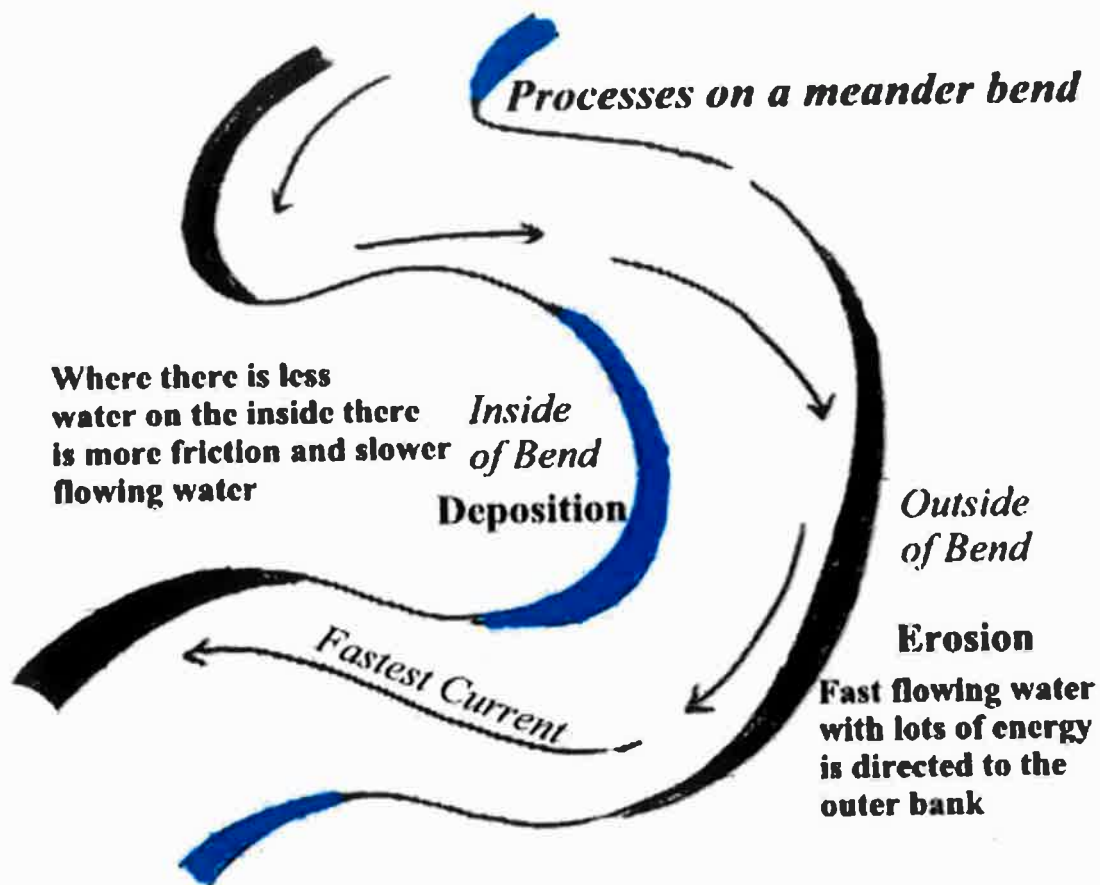 Processes on a meander bend
Where there is less
water on the inside there
is more friction and slower
flowing water
Inside
of Bend
Deposition
Outside
of Bend
Erosion
Fast flowing water
with lots of energy
is directed to the
outer bank
Fastest Current